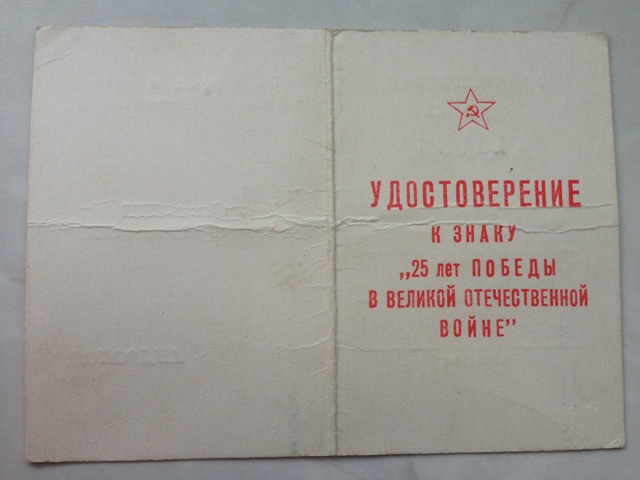 УДОСТОВЕРЕНИЕ
К ЗНАКУ
„25 лет ПОБЕДЫ
В ВЕЛИКОЙ ОТЕЧЕСТВЕННОЙ
ВОЙНЕ”